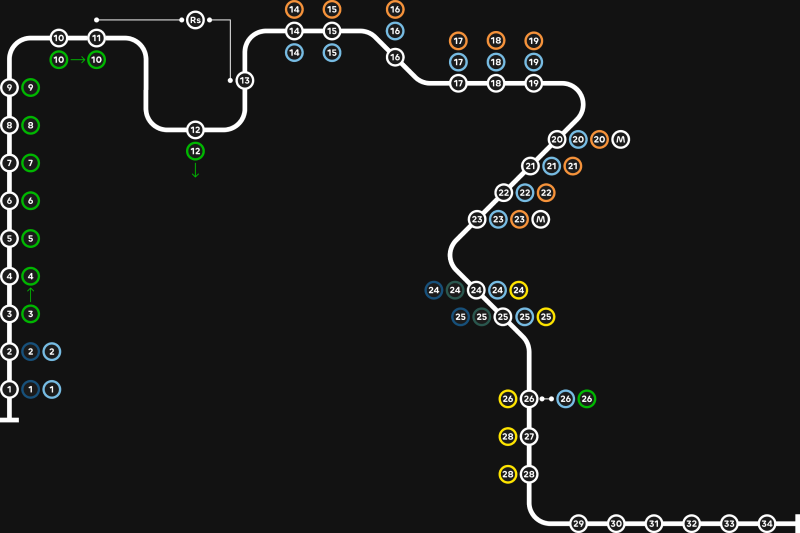 Rs
14 15 16
10 11 14 15 16
10 10 14 15 16
17 18 19
17 18 19
13 17 18 19
9 9
8 8
12 20 20 20 M
12
7 7 21 21 21
6 6 22 22 22
23 23 23 M
5 5
4 4
24 24 24 24 24
3 3 25 25 25 25 25
2 2 2
1 1 1
26 26 26 26
28 27
28 28
29 30 31 32 33 34